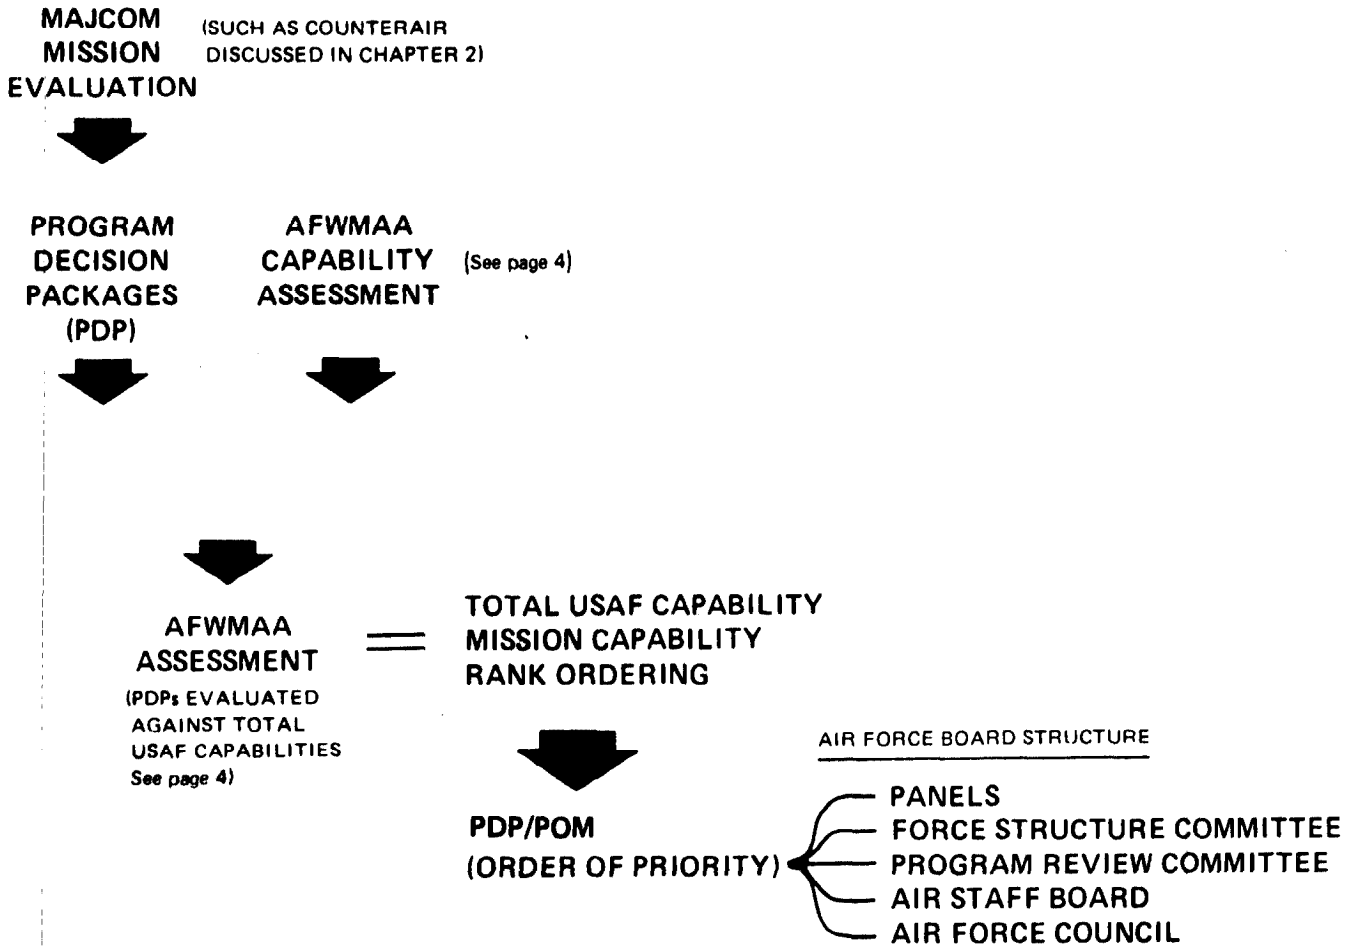 MAJCOM
MISSION
EVALUATION
(SUCH AS COUNTERAIR
DISCUSSED IN CHAPTER 2)
PROGRAM
DECISION
PACKAGES
(PDP)
AFWMAA
CAPABILITY
ASSESSMENT
(See page 4)
AFWMAA
ASSESSMENT
(PDPs EVALUATED
AGAINST TOTAL
USAF CAPABILITIES
See page 4)
=
TOTAL USAF CAPABILITY
MISSION CAPABILITY
RANK ORDERING
PDP/POM
(ORDER OF PRIORITY)
AIR FORCE BOARD STRUCTURE
PANELS
FORCE STRUCTURE COMMITTEE
PROGRAM REVIEW COMMITTEE
AIR STAFF BOARD
AIR FORCE COUNCIL